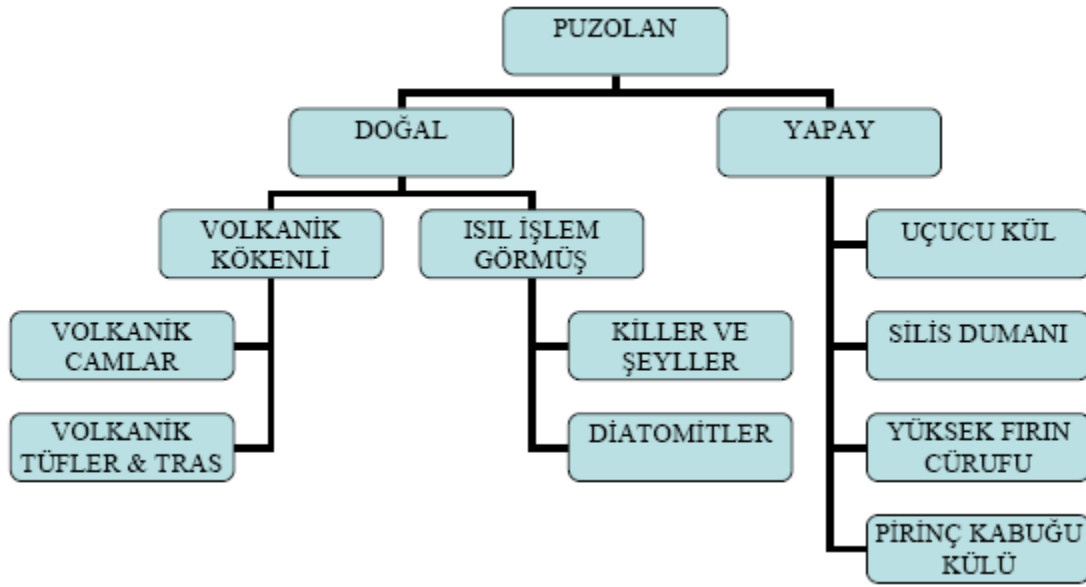 PUZOLAN
DOĞAL
YAPAY
VOLKANİK
KÖKENLİ
ISIL İŞLEM
GÖRMÜŞ
UÇUCU KÜL
VOLKANİK
CAMLAR
KİLLER VE
ŞEYLLER
SİLİS DUMANI
VOLKANİK
TÜFLER & TRAS
DİATOMİTLER
YÜKSEK FIRIN
CÜRUFU
PİRİNÇ KABUĞU
KÜLÜ